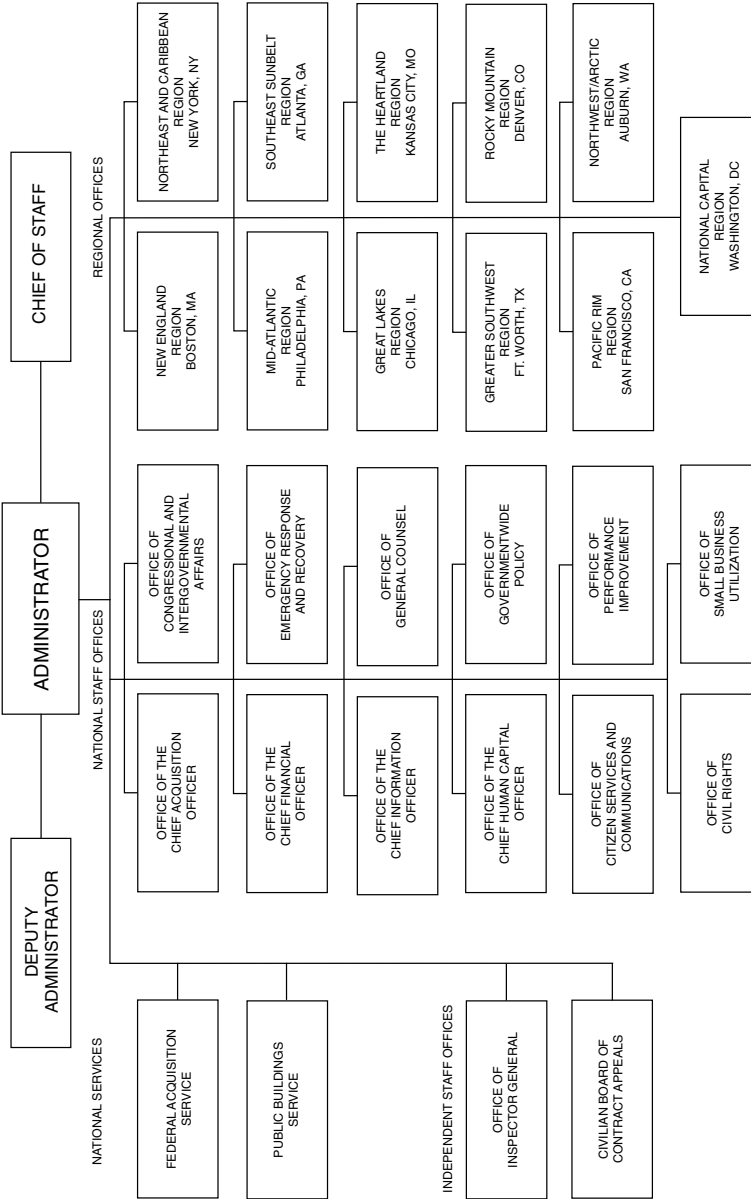 DEPUTY
ADMINISTRATOR
ADMINISTRATOR
CHIEF OF STAFF
NATIONAL SERVICES
FEDERAL ACQUISITION
SERVICE
PUBLIC BUILDINGS
SERVICE
INDEPENDENT STAFF OFFICES
OFFICE OF
INSPECTOR GENERAL
CIVILIAN BOARD OF
CONTRACT APPEALS
NATIONAL STAFF OFFICES
OFFICE OF THE
CHIEF ACQUISITION
OFFICER
OFFICE OF
CONGRESSIONAL AND
INTERGOVERNMENTAL
AFFAIRS
OFFICE OF THE
CHIEF FINANCIAL
OFFICER
OFFICE OF
EMERGENCY RESPONSE
AND RECOVERY
OFFICE OF THE
CHIEF INFORMATION
OFFICER
OFFICE OF
GENERAL COUNSEL
OFFICE OF THE
CHIEF HUMAN CAPITAL
OFFICER
OFFICE OF
GOVERNMENTWIDE
POLICY
OFFICE OF
CITIZEN SERVICES AND
COMMUNICATIONS
OFFICE OF
PERFORMANCE
IMPROVEMENT
OFFICE OF
CIVIL RIGHTS
OFFICE OF
SMALL BUSINESS
UTILIZATION
REGIONAL OFFICES
NEW ENGLAND
REGION
BOSTON, MA
NORTHEAST AND CARIBBEAN
REGION
NEW YORK, NY
MID-ATLANTIC
REGION
PHILADELPHIA, PA
SOUTHEAST SUNBELT
REGION
ATLANTA, GA
GREAT LAKES
REGION
CHICAGO, IL
THE HEARTLAND
REGION
KANSAS CITY, MO
GREATER SOUTHWEST
REGION
FT. WORTH, TX
ROCKY MOUNTAIN
REGION
DENVER, CO
PACIFIC RIM
REGION
SAN FRANCISCO, CA
NORTHWEST/ARCTIC
REGION
AUBURN, WA
NATIONAL CAPITAL
REGION
WASHINGTON, DC